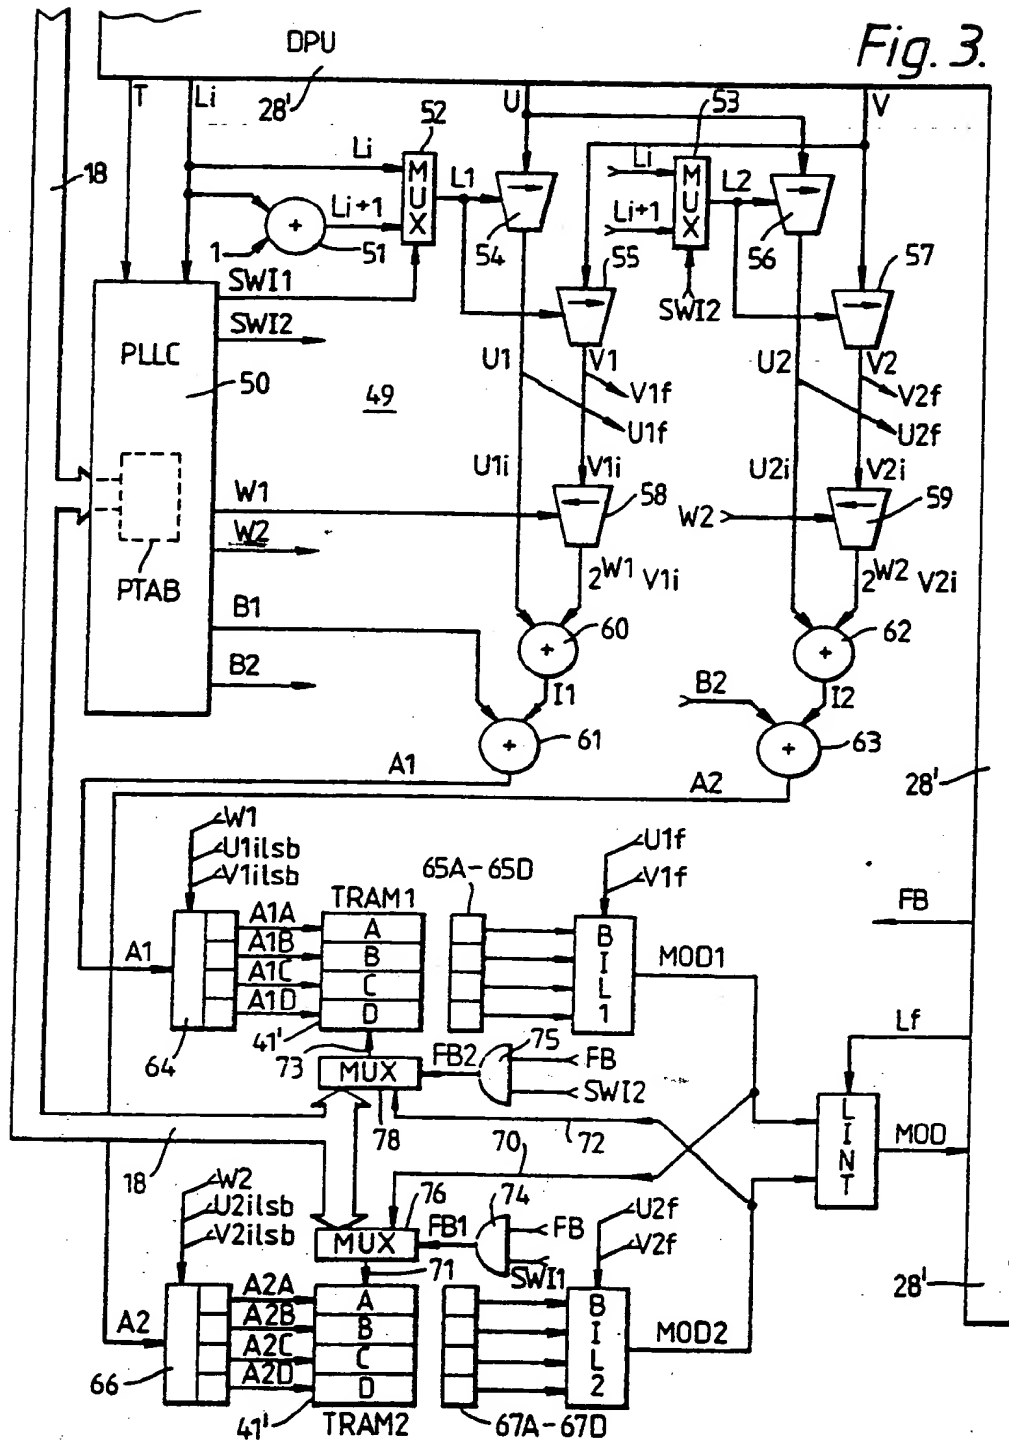 Fig. 3.
DPU
28'
T
Li
U
V
18
52
53
Li
MUX
L1
Li
MUX
L2
Li+1
Li+1
1
+
51
54
56
55
57
SWI1
SWI2
SWI2
PLLC
50
49
U1
V1
V1f
U1f
U2
V2
V2f
U2f
U1i
V1i
U2i
V2i
W1
58
W2
59
W2
PTAB
2^W1 V1i
2^W2 V2i
B1
+
60
+
62
B2
I1
B2
I2
+
61
+
63
A1
A2
28'
W1
U1ilsb
V1ilsb
65A-65D
U1f
V1f
TRAM1
FB
A1
A1A
A
A1B
B
A1C
C
A1D
D
BIL1
MOD1
64
41'
73
MUX
FB2
75
FB
SWI2
Lf
78
72
LINT
MOD
18
70
W2
U2ilsb
V2ilsb
76
74
MUX
FB1
FB
SWI1
U2f
V2f
71
28'
A2
A2A
A
A2B
B
A2C
C
A2D
D
BIL2
MOD2
66
41'
TRAM2
67A-67D